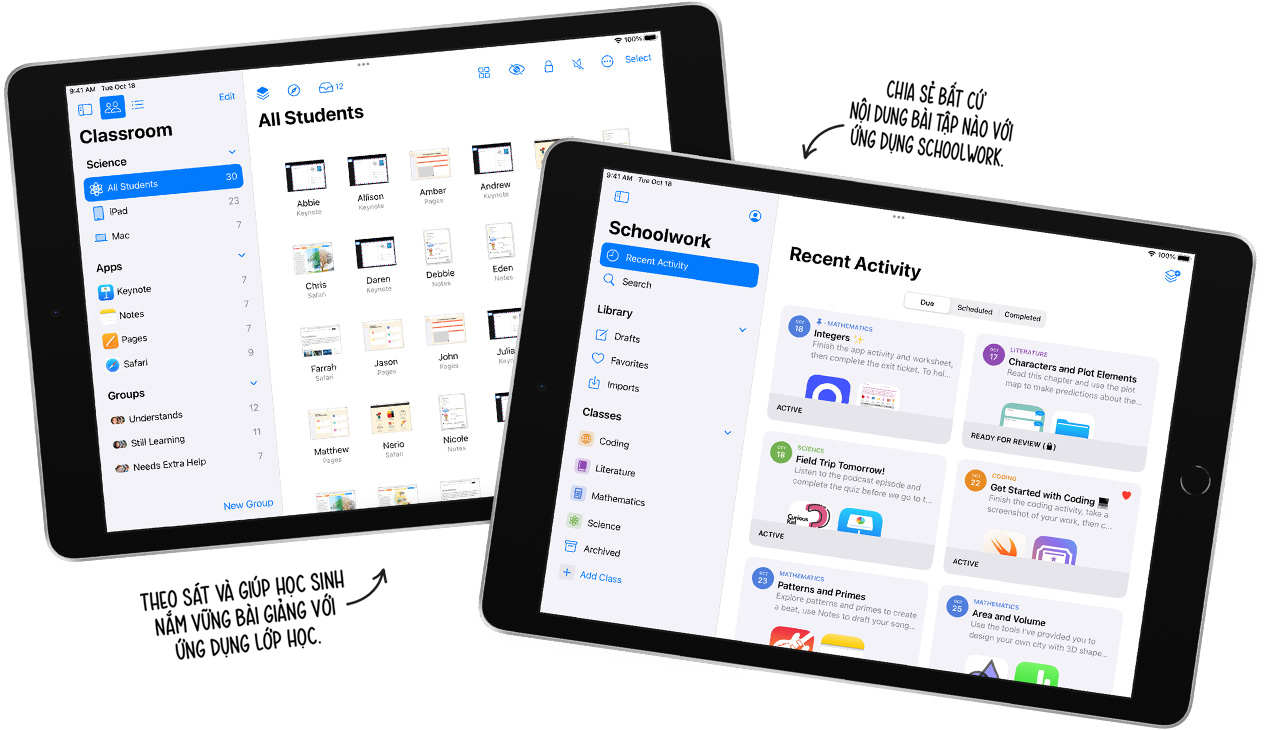 9:41 AM Tue Oct 18
100%
Edit
Classroom
Science
All Students 30
iPad 23
Mac 7
Apps
Keynote 7
Notes 7
Pages 7
Safari 9
Groups
Understands 12
Still Learning 11
Needs Extra Help 7
New Group
12
Select
All Students
Abbie
Keynote
Allison
Keynote
Amber
Pages
Andrew
Keynote
Chris
Safari
Daren
Keynote
Debbie
Notes
Eden
Notes
Farrah
Safari
Jason
Pages
John
Pages
Julia
Keyn
Matthew
Pages
Nerio
Safari
Nicole
Notes
CHIA SẺ BẤT CỨ
NỘI DUNG BÀI TẬP NÀO VỚI
ỨNG DỤNG SCHOOLWORK.
9:41 AM Tue Oct 18
100%
Schoolwork
Recent Activity
Search
Library
Drafts
Favorites
Imports
Classes
Coding
Literature
Mathematics
Science
Archived
Add Class
Recent Activity
Due Scheduled Completed
OCT
18
MATHEMATICS
Integers ✨
Finish the app activity and worksheet,
then complete the exit ticket. To hel…
ACTIVE
OCT
17
LITERATURE
Characters and Plot Elements
Read this chapter and use the plot
map to make predictions about the…
READY FOR REVIEW (🔒)
OCT
18
SCIENCE
Field Trip Tomorrow!
Listen to the podcast episode and
complete the quiz before we go to t…
Curious
Kid
ACTIVE
OCT
22
CODING
Get Started with Coding 💻
Finish the coding activity, take a
screenshot of your work, then c…
ACTIVE
OCT
23
MATHEMATICS
Patterns and Primes
Explore patterns and primes to create
a beat, use Notes to draft your song…
OCT
25
MATHEMATICS
Area and Volume
Use the tools I've provided you to
design your own city with 3D shape…
THEO SÁT VÀ GIÚP HỌC SINH
NẮM VỮNG BÀI GIẢNG VỚI
ỨNG DỤNG LỚP HỌC.